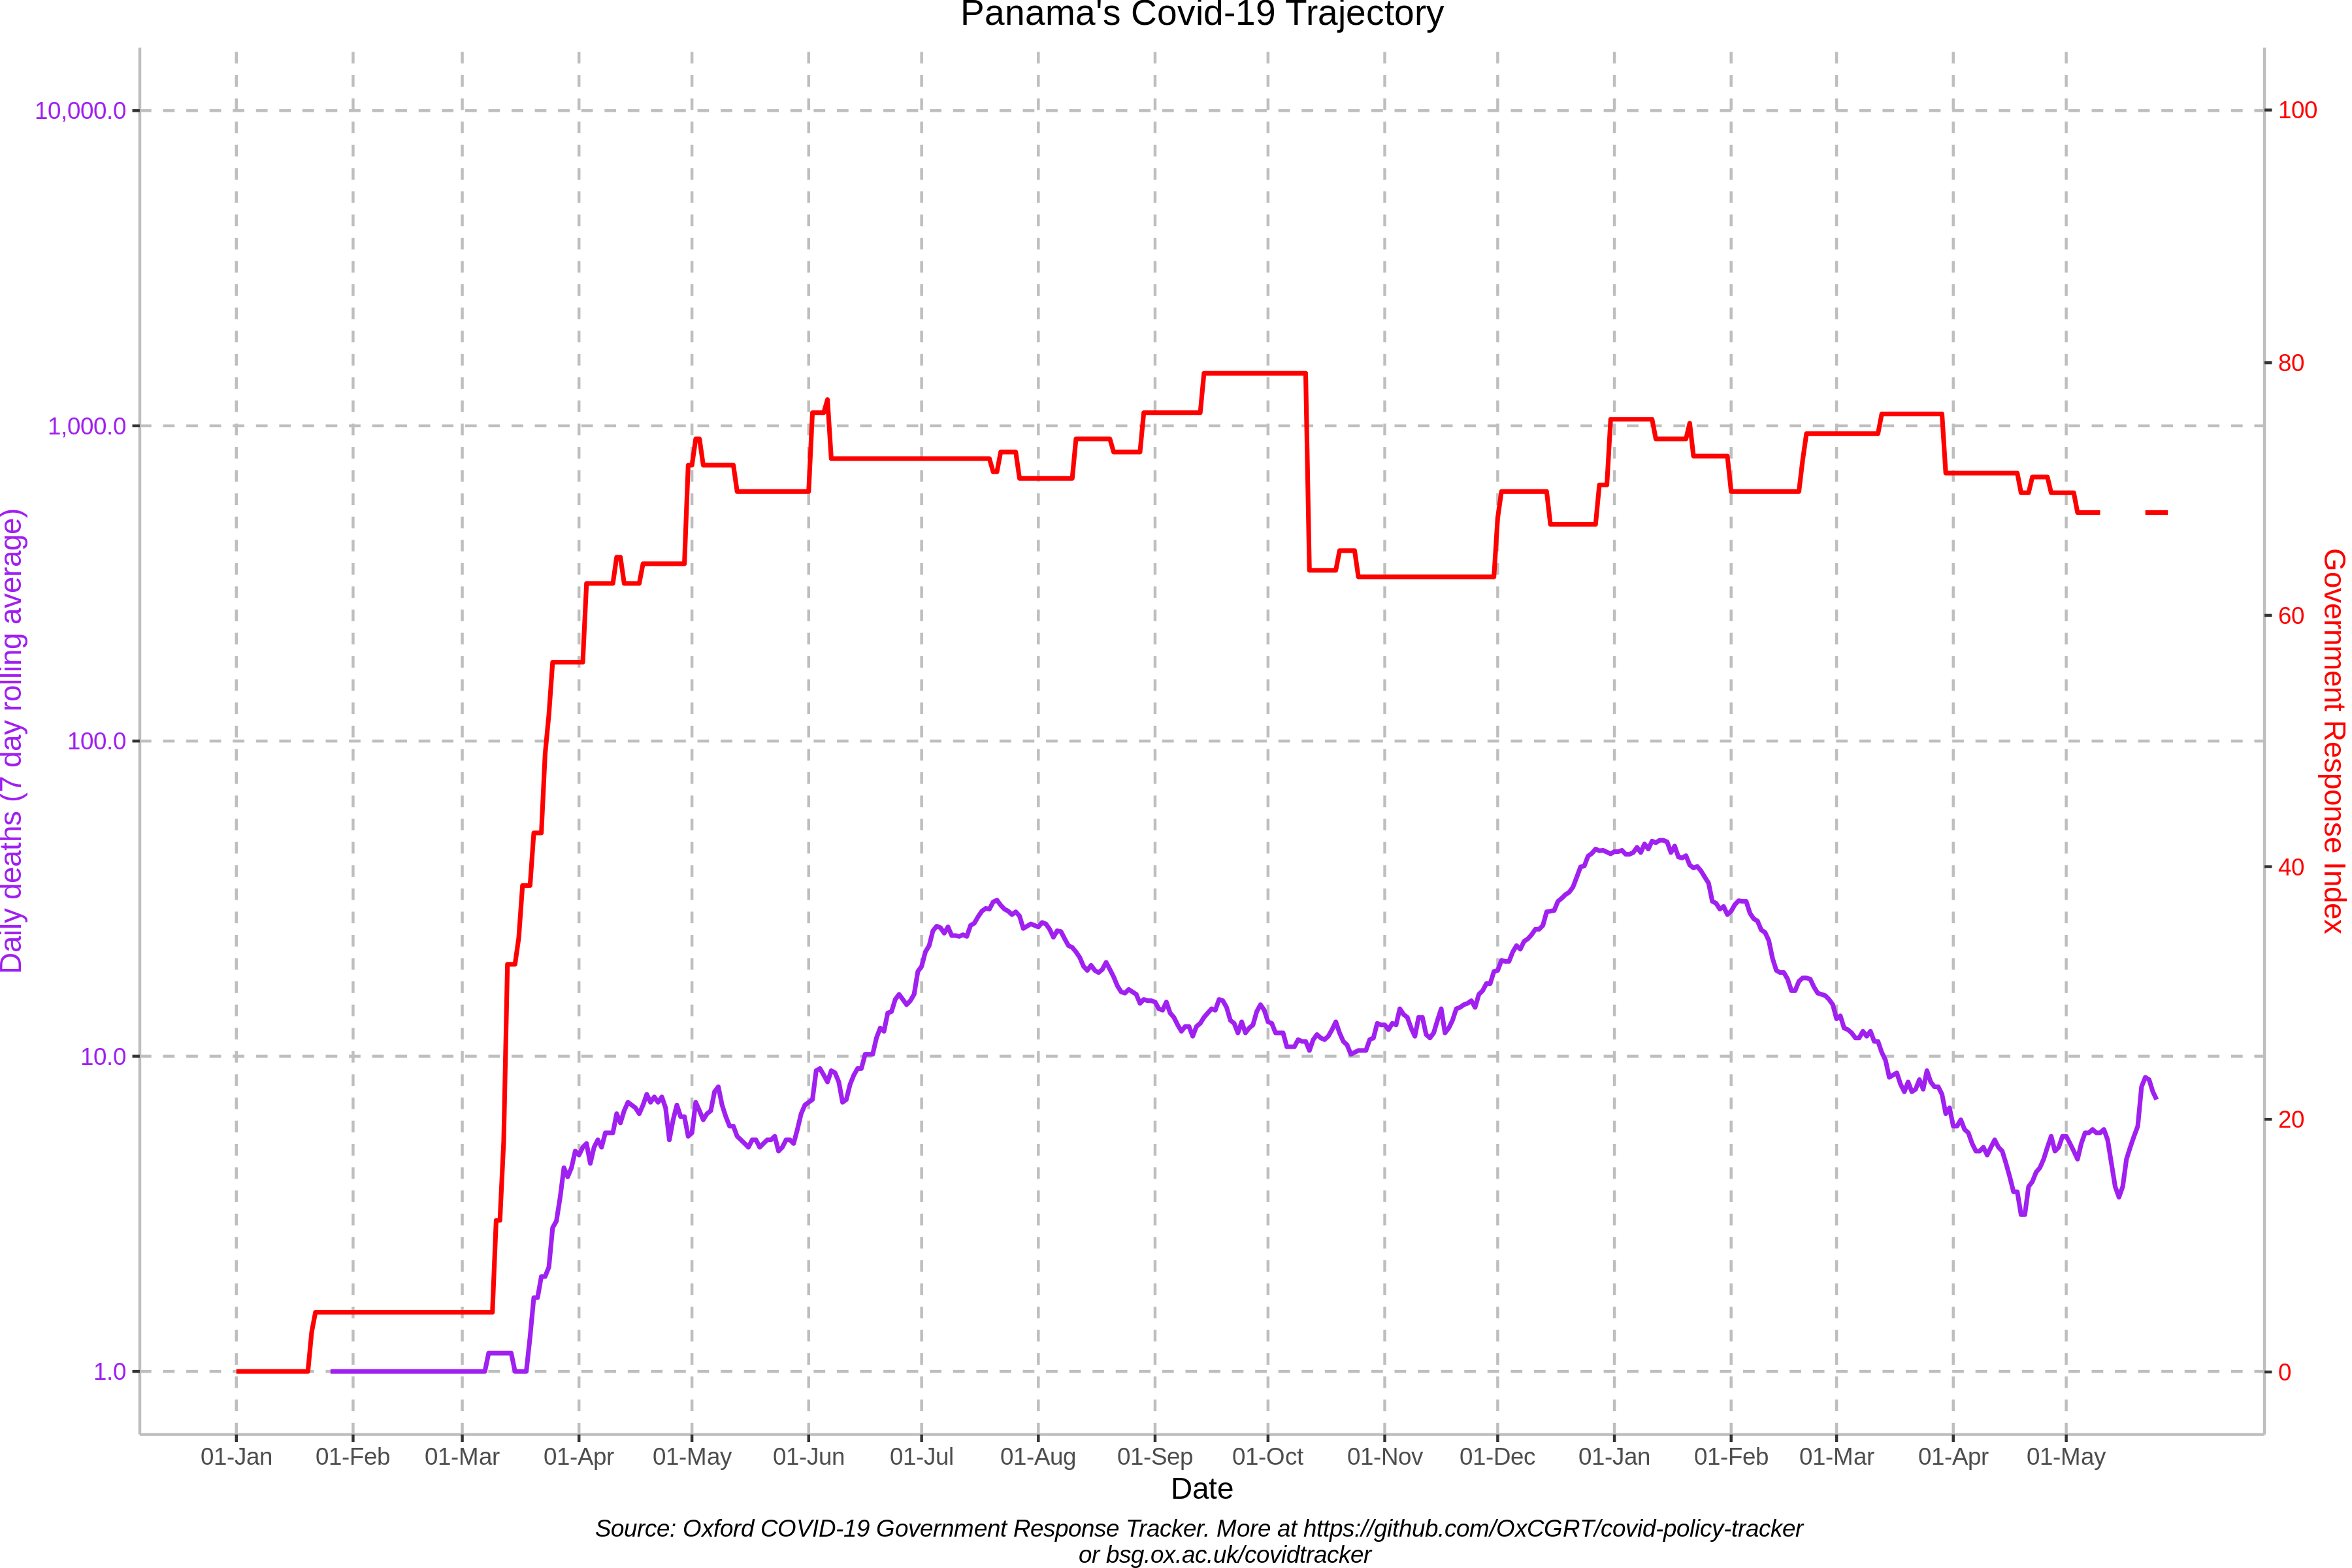 Panama's Covid-19 Trajectory
10,000.0
1,000.0
100.0
10.0
1.0
Daily deaths (7 day rolling average)
100
80
60
40
20
0
Government Response Index
01-Jan 01-Feb 01-Mar 01-Apr 01-May 01-Jun 01-Jul 01-Aug 01-Sep 01-Oct 01-Nov 01-Dec 01-Jan 01-Feb 01-Mar 01-Apr 01-May
Date
Source: Oxford COVID-19 Government Response Tracker. More at https://github.com/OxCGRT/covid-policy-tracker
or bsg.ox.ac.uk/covidtracker